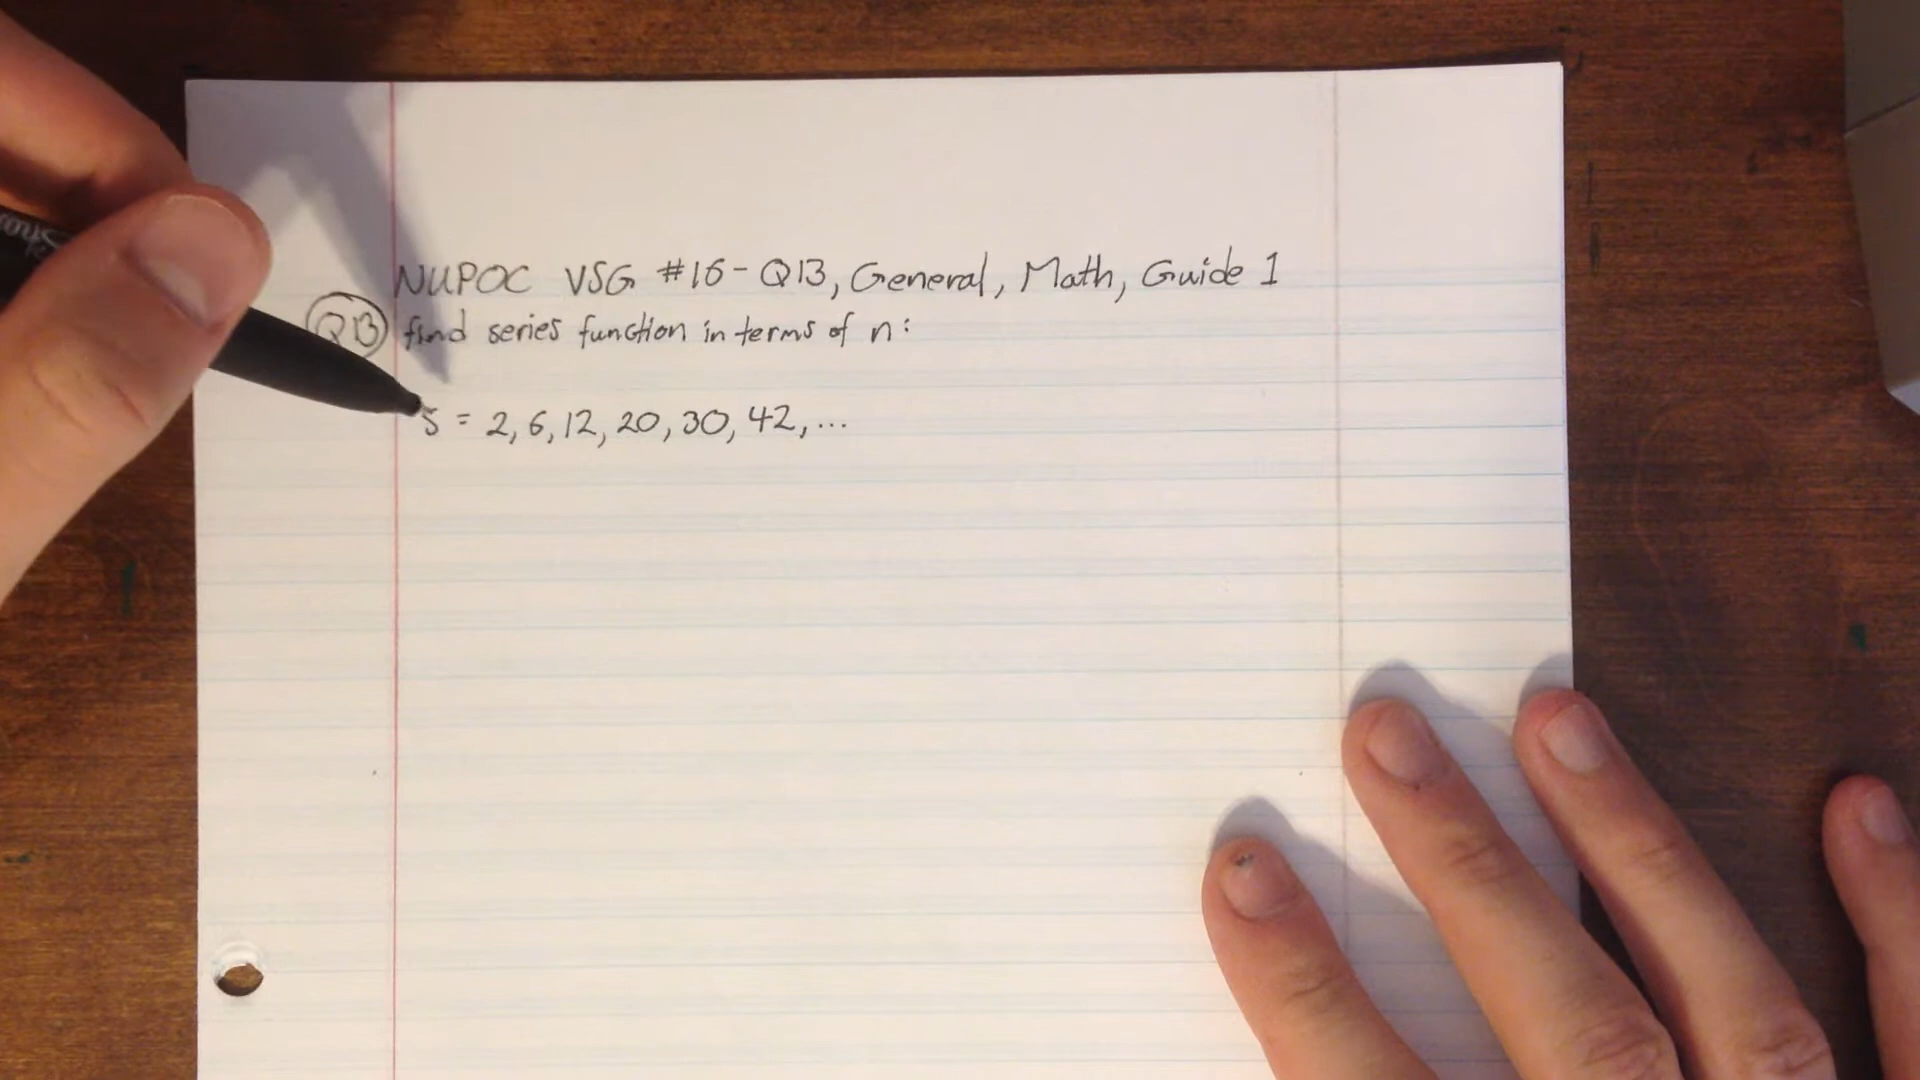 NUPOC VSG #16 - Q13, General, Math, Guide 1
Q13 find series function in terms of n:
S = 2, 6, 12, 20, 30, 42, ...